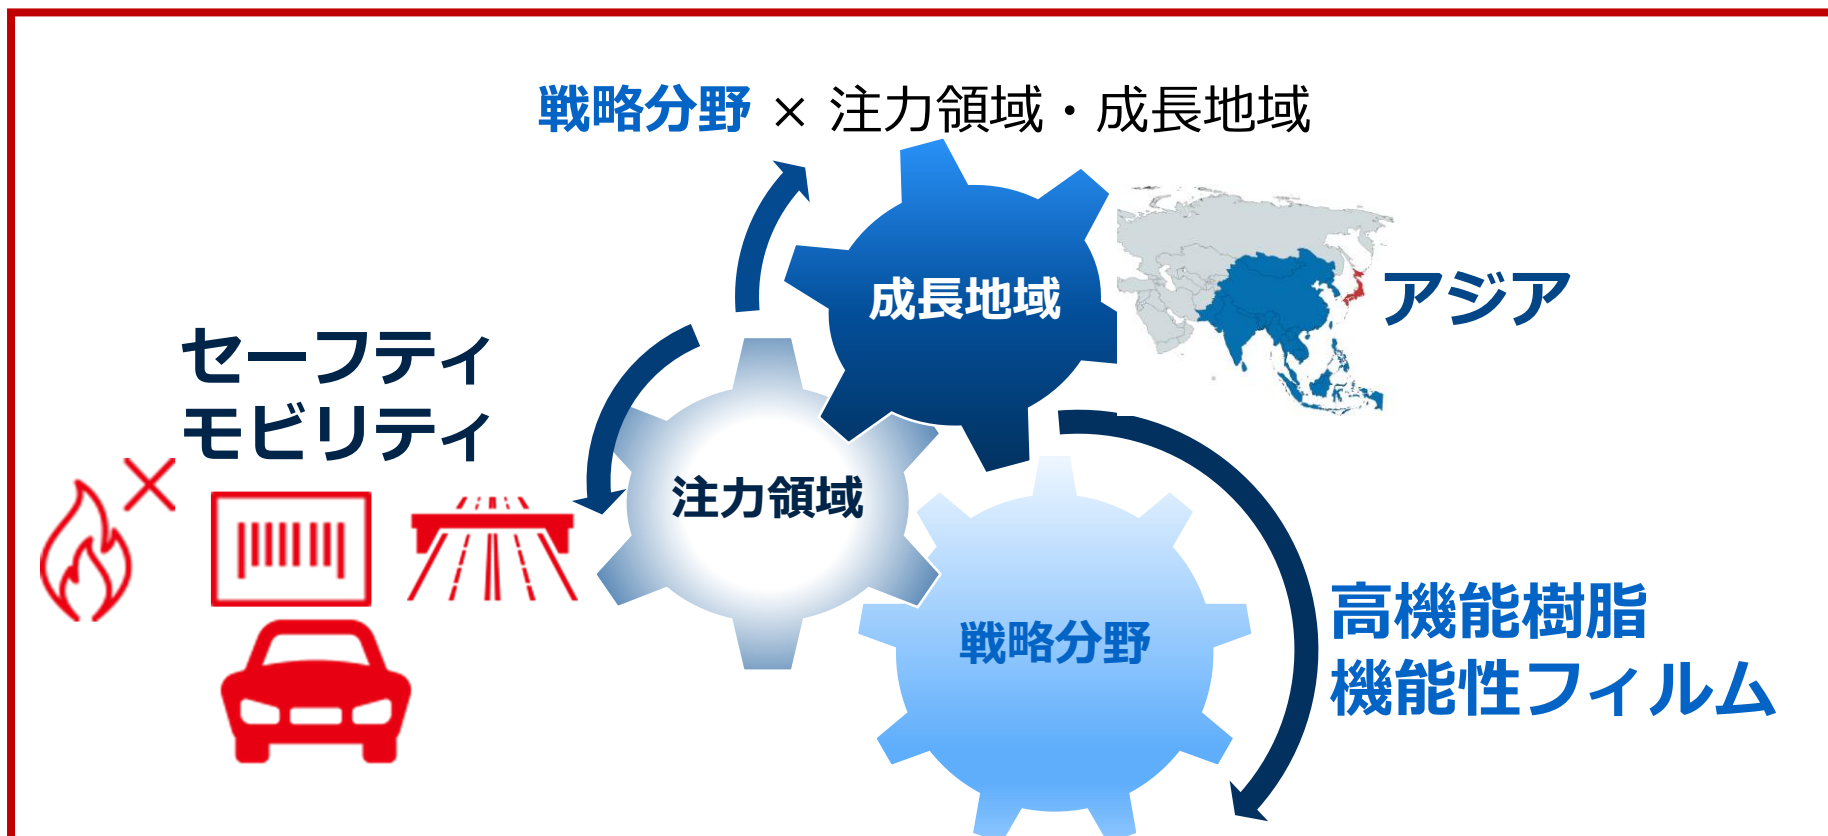 戦略分野 × 注力領域・成長地域
成長地域
アジア
セーフティ
モビリティ
注力領域
戦略分野
高機能樹脂
機能性フィルム